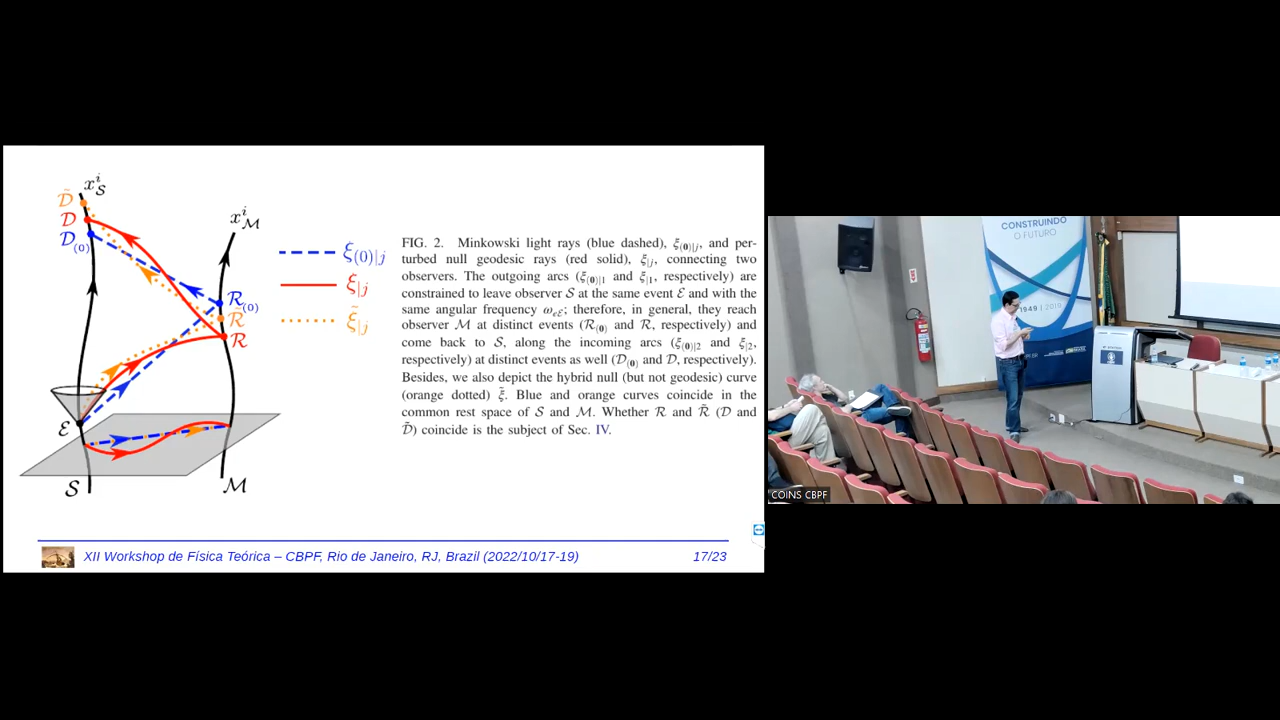 x^i_𝒮
𝒟̃
𝒟
𝒟_(0)
x^i_ℳ
ξ_(0)|j
ξ_|j
ξ̃_|j
ℛ_(0)
ℛ̃
ℛ
ℰ
𝒮
ℳ
FIG. 2. Minkowski light rays (blue dashed), ξ_(0)|j, and per-
turbed null geodesic rays (red solid), ξ_|j, connecting two
observers. The outgoing arcs (ξ_(0)|1 and ξ_|1, respectively) are
constrained to leave observer 𝒮 at the same event ℰ and with the
same angular frequency ω_eℰ; therefore, in general, they reach
observer ℳ at distinct events (ℛ_(0) and ℛ, respectively) and
come back to 𝒮, along the incoming arcs (ξ_(0)|2 and ξ_|2,
respectively) at distinct events as well (𝒟_(0) and 𝒟, respectively).
Besides, we also depict the hybrid null (but not geodesic) curve
(orange dotted) ξ̃. Blue and orange curves coincide in the
common rest space of 𝒮 and ℳ. Whether ℛ and ℛ̃ (𝒟 and
𝒟̃) coincide is the subject of Sec. IV.
XII Workshop de Física Teórica – CBPF, Rio de Janeiro, RJ, Brazil (2022/10/17-19)
17/23
CONSTRUINDO
O FUTURO
1949 | 2019
COINS CBPF